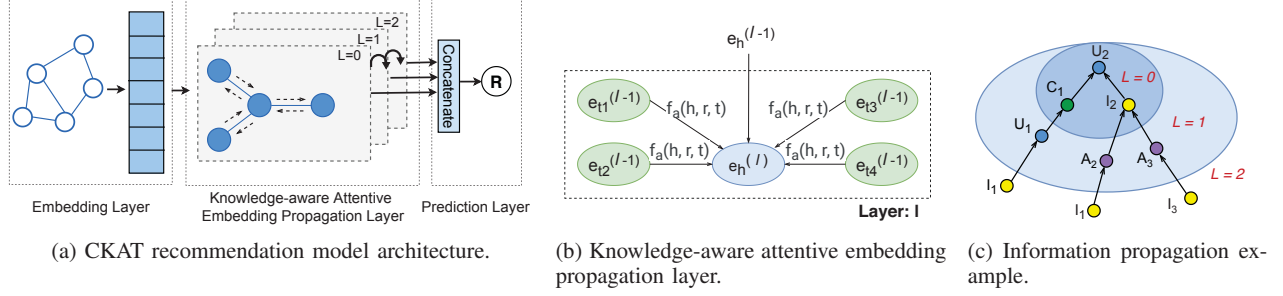 L=2
L=1
L=0
Concatenate
R
Embedding Layer
Knowledge-aware Attentive
Embedding Propagation Layer
Prediction Layer
(a) CKAT recommendation model architecture.
e_h^(l-1)
e_t1^(l-1)
e_t3^(l-1)
f_a(h, r, t)
f_a(h, r, t)
f_a(h, r, t)
f_a(h, r, t)
e_t2^(l-1)
e_h^(l)
e_t4^(l-1)
Layer: l
(b) Knowledge-aware attentive embedding
propagation layer.
U_2
L = 0
C_1
I_2
L = 1
U_1
A_2
A_3
L = 2
I_1
I_1
I_3
(c) Information propagation ex-
ample.